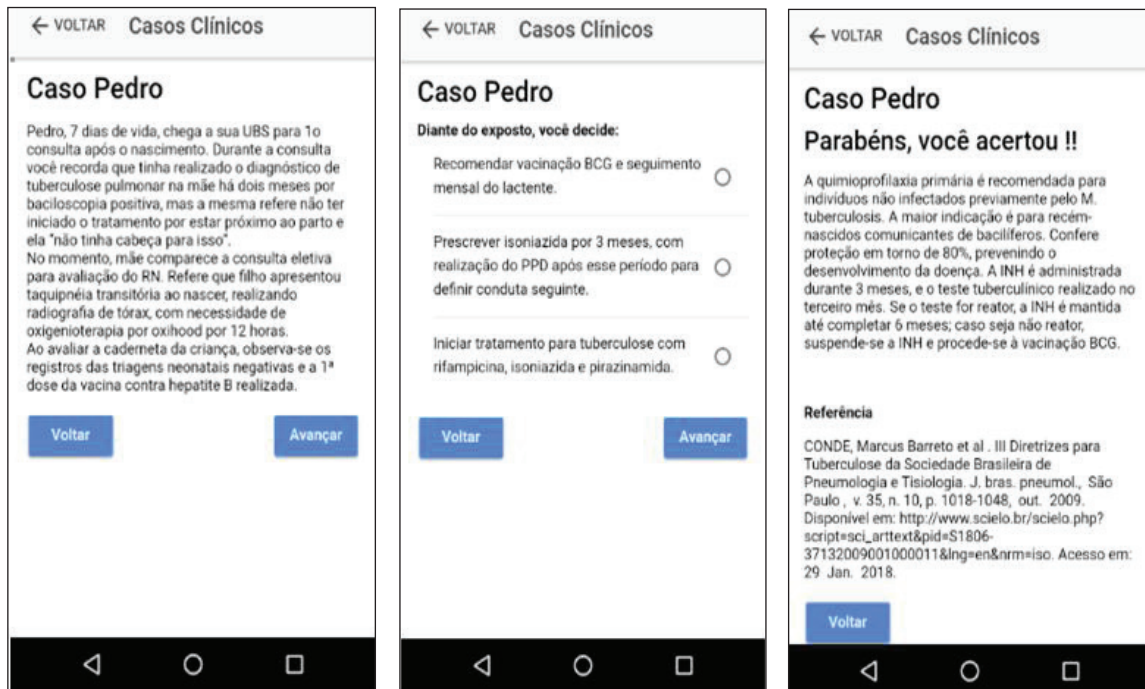 ← VOLTAR Casos Clínicos
Caso Pedro
Pedro, 7 dias de vida, chega a sua UBS para 1o
consulta após o nascimento. Durante a consulta
você recorda que tinha realizado o diagnóstico de
tuberculose pulmonar na mãe há dois meses por
baciloscopia positiva, mas a mesma refere não ter
iniciado o tratamento por estar próximo ao parto e
ela "não tinha cabeça para isso".
No momento, mãe comparece a consulta eletiva
para avaliação do RN. Refere que filho apresentou
taquipnéia transitória ao nascer, realizando
radiografia de tórax, com necessidade de
oxigenioterapia por oxihood por 12 horas.
Ao avaliar a caderneta da criança, observa-se os
registros das triagens neonatais negativas e a 1ª
dose da vacina contra hepatite B realizada.
Voltar Avançar
← VOLTAR Casos Clínicos
Caso Pedro
Diante do exposto, você decide:
Recomendar vacinação BCG e seguimento
mensal do lactente.
Prescrever isoniazida por 3 meses, com
realização do PPD após esse período para
definir conduta seguinte.
Iniciar tratamento para tuberculose com
rifampicina, isoniazida e pirazinamida.
Voltar Avançar
← VOLTAR Casos Clínicos
Caso Pedro
Parabéns, você acertou !!
A quimioprofilaxia primária é recomendada para
indivíduos não infectados previamente pelo M.
tuberculosis. A maior indicação é para recém-
nascidos comunicantes de bacilíferos. Confere
proteção em torno de 80%, prevenindo o
desenvolvimento da doença. A INH é administrada
durante 3 meses, e o teste tuberculínico realizado no
terceiro mês. Se o teste for reator, a INH é mantida
até completar 6 meses; caso seja não reator,
suspende-se a INH e procede-se à vacinação BCG.
Referência
CONDE, Marcus Barreto et al . III Diretrizes para
Tuberculose da Sociedade Brasileira de
Pneumologia e Tisiologia. J. bras. pneumol., São
Paulo , v. 35, n. 10, p. 1018-1048, out. 2009.
Disponível em: http://www.scielo.br/scielo.php?
script=sci_arttext&pid=S1806-
37132009001000011&lng=en&nrm=iso. Acesso em:
29 Jan. 2018.
Voltar